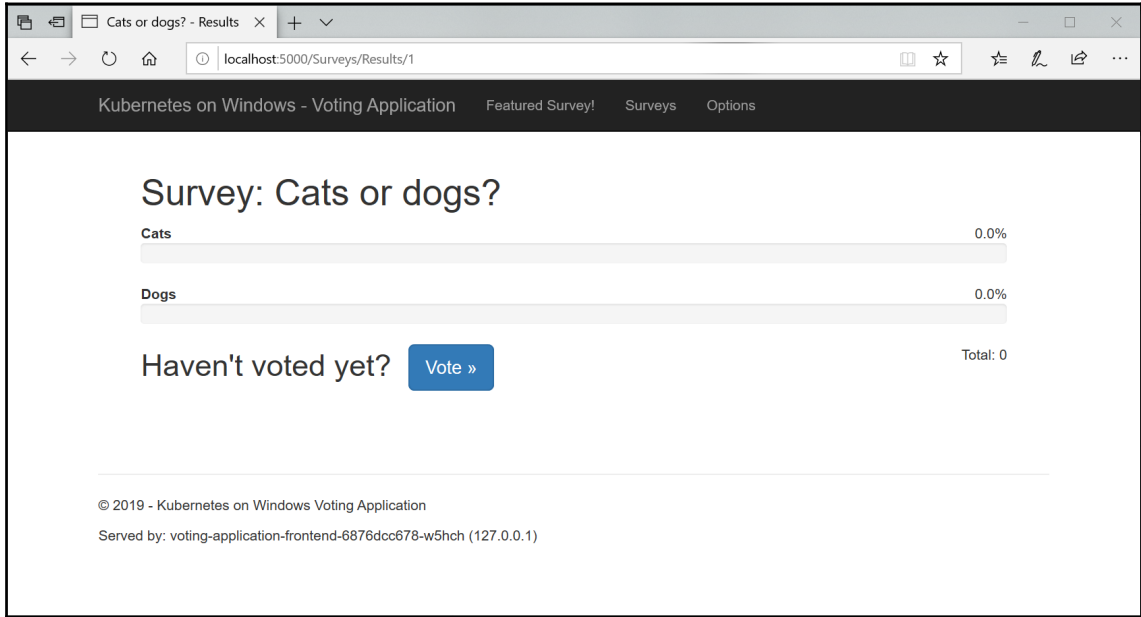 Cats or dogs? - Results
localhost:5000/Surveys/Results/1
Kubernetes on Windows - Voting Application Featured Survey! Surveys Options
Survey: Cats or dogs?
Cats 0.0%
Dogs 0.0%
Haven't voted yet? Vote » Total: 0
© 2019 - Kubernetes on Windows Voting Application
Served by: voting-application-frontend-6876dcc678-w5hch (127.0.0.1)